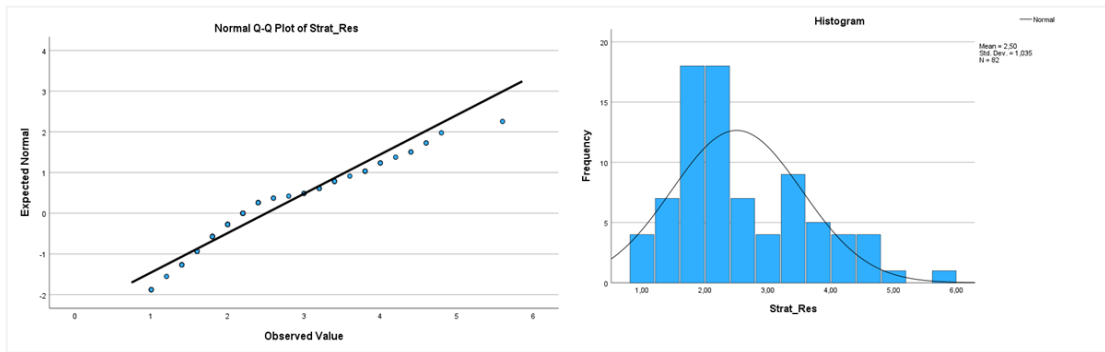 Normal Q-Q Plot of Strat_Res
Expected Normal
4
3
2
1
0
-1
-2
0 1 2 3 4 5 6
Observed Value
Histogram
Normal
Mean = 2,50
Std. Dev. = 1,035
N = 82
Frequency
20
15
10
5
0
1,00 2,00 3,00 4,00 5,00 6,00
Strat_Res